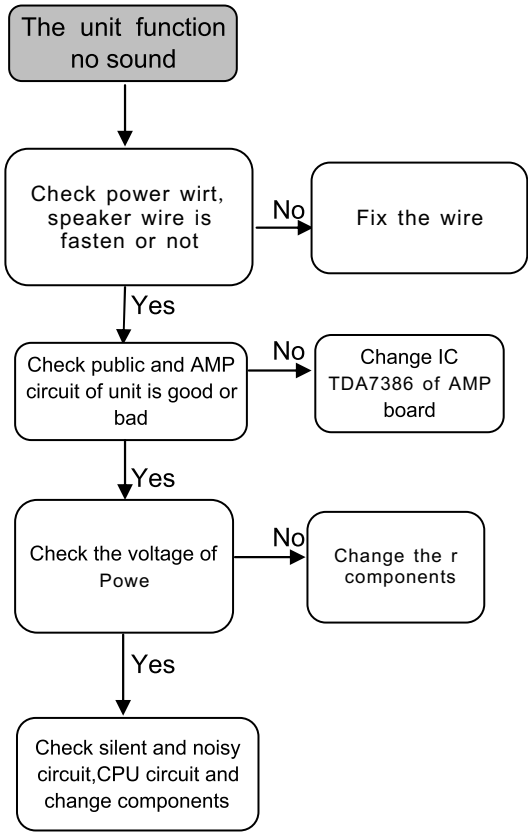 The unit function
no sound
Check power wirt,
speaker wire is
fasten or not
No
Fix the wire
Yes
Check public and AMP
circuit of unit is good or
bad
No
Change IC
TDA7386 of AMP
board
Yes
Check the voltage of
Powe
No
Change the r
components
Yes
Check silent and noisy
circuit,CPU circuit and
change components